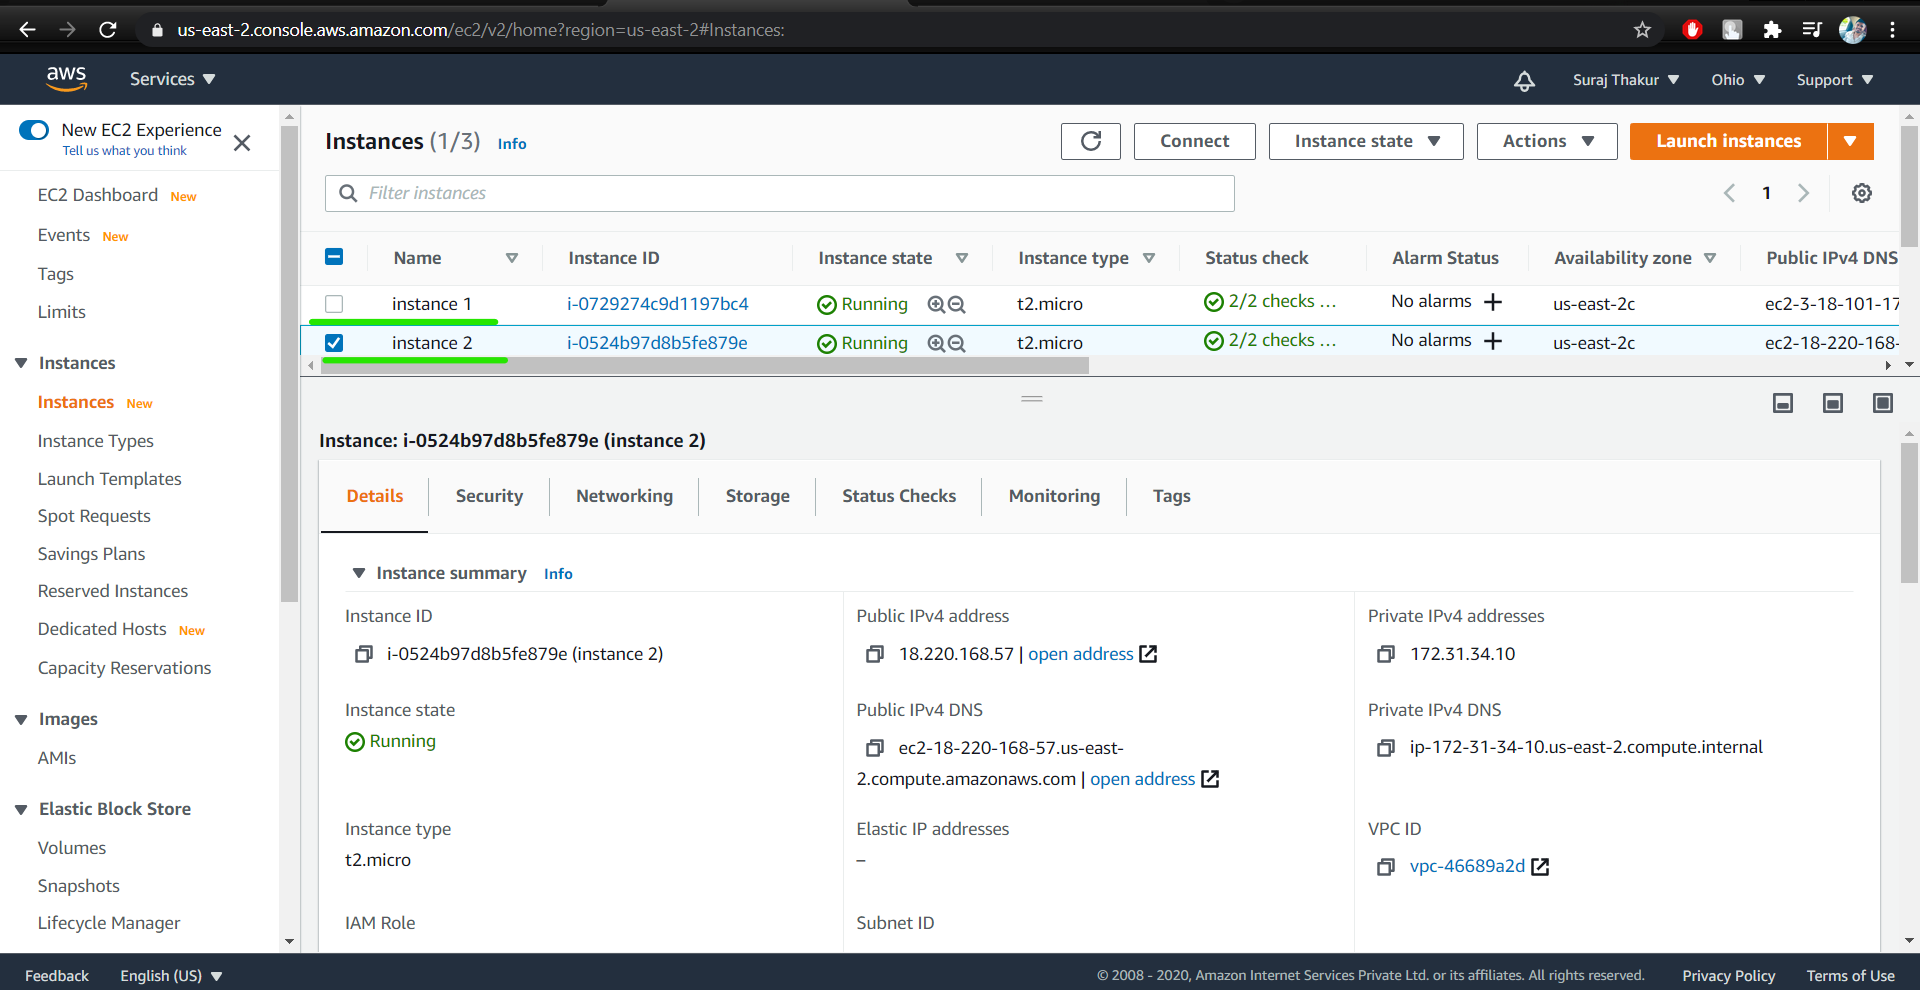 us-east-2.console.aws.amazon.com/ec2/v2/home?region=us-east-2#Instances:
aws Services Suraj Thakur Ohio Support
New EC2 Experience
Tell us what you think
EC2 Dashboard New
Events New
Tags
Limits
Instances
Instances New
Instance Types
Launch Templates
Spot Requests
Savings Plans
Reserved Instances
Dedicated Hosts New
Capacity Reservations
Images
AMIs
Elastic Block Store
Volumes
Snapshots
Lifecycle Manager
Instances (1/3) Info Connect Instance state Actions Launch instances
Filter instances 1
Name Instance ID Instance state Instance type Status check Alarm Status Availability zone Public IPv4 DNS
instance 1 i-0729274c9d1197bc4 Running t2.micro 2/2 checks ... No alarms + us-east-2c ec2-3-18-101-17
instance 2 i-0524b97d8b5fe879e Running t2.micro 2/2 checks ... No alarms + us-east-2c ec2-18-220-168-
Instance: i-0524b97d8b5fe879e (instance 2)
Details Security Networking Storage Status Checks Monitoring Tags
Instance summary Info
Instance ID
i-0524b97d8b5fe879e (instance 2)
Public IPv4 address
18.220.168.57 | open address
Private IPv4 addresses
172.31.34.10
Instance state
Running
Public IPv4 DNS
ec2-18-220-168-57.us-east-
2.compute.amazonaws.com | open address
Private IPv4 DNS
ip-172-31-34-10.us-east-2.compute.internal
Instance type
t2.micro
Elastic IP addresses
–
VPC ID
vpc-46689a2d
IAM Role
Subnet ID
Feedback English (US) © 2008 - 2020, Amazon Internet Services Private Ltd. or its affiliates. All rights reserved. Privacy Policy Terms of Use